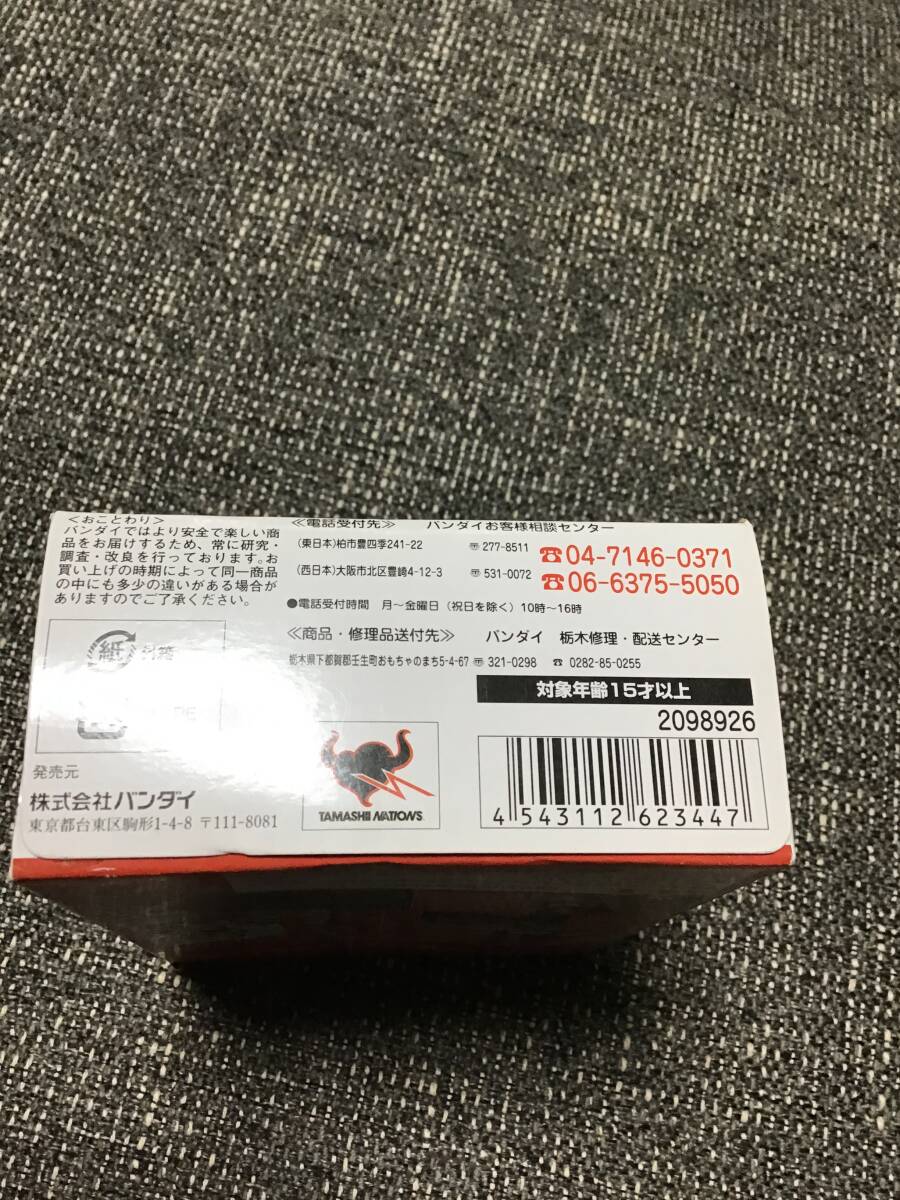 <おことわり>
バンダイではより安全で楽しい商
品をお届けするため、常に研究・
調査・改良を行っております。お
買い上げの時期によって同一商品
の中にも多少の違いがある場合が
ありますのでご了承ください。
紙
外箱
発売元
株式会社バンダイ
東京都台東区駒形1-4-8 〒111-8081
≪電話受付先≫ バンダイお客様相談センター
(東日本)柏市豊四季241-22 〠277-8511 ☎04-7146-0371
(西日本)大阪市北区豊崎4-12-3 〠531-0072 ☎06-6375-5050
●電話受付時間 月〜金曜日(祝日を除く)10時〜16時
≪商品・修理品送付先≫ バンダイ 栃木修理・配送センター
栃木県下都賀郡壬生町おもちゃのまち5-4-67 〠321-0298 ☎0282-85-0255
対象年齢15才以上
2098926
TAMASHII NATIONS
4 543112 623447